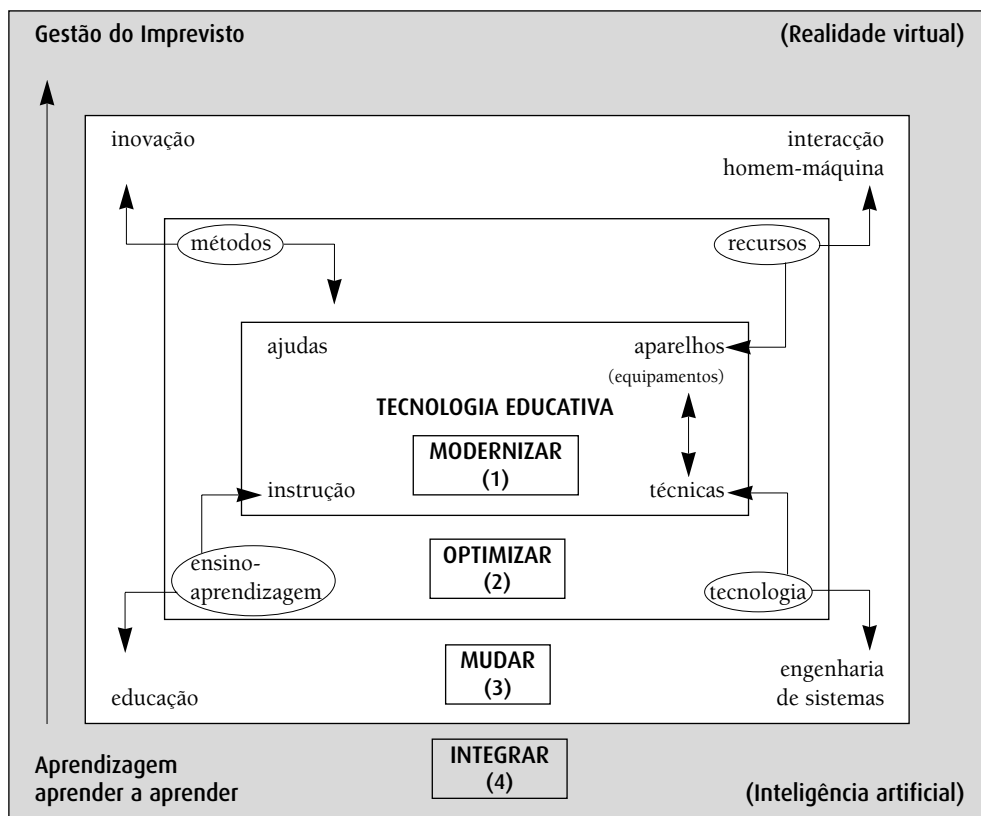 Gestão do Imprevisto
(Realidade virtual)
inovação
interacção
homem-máquina
métodos
recursos
ajudas
aparelhos
(equipamentos)
TECNOLOGIA EDUCATIVA
MODERNIZAR
(1)
instrução
técnicas
OPTIMIZAR
(2)
ensino-
aprendizagem
tecnologia
MUDAR
(3)
educação
engenharia
de sistemas
INTEGRAR
(4)
Aprendizagem
aprender a aprender
(Inteligência artificial)